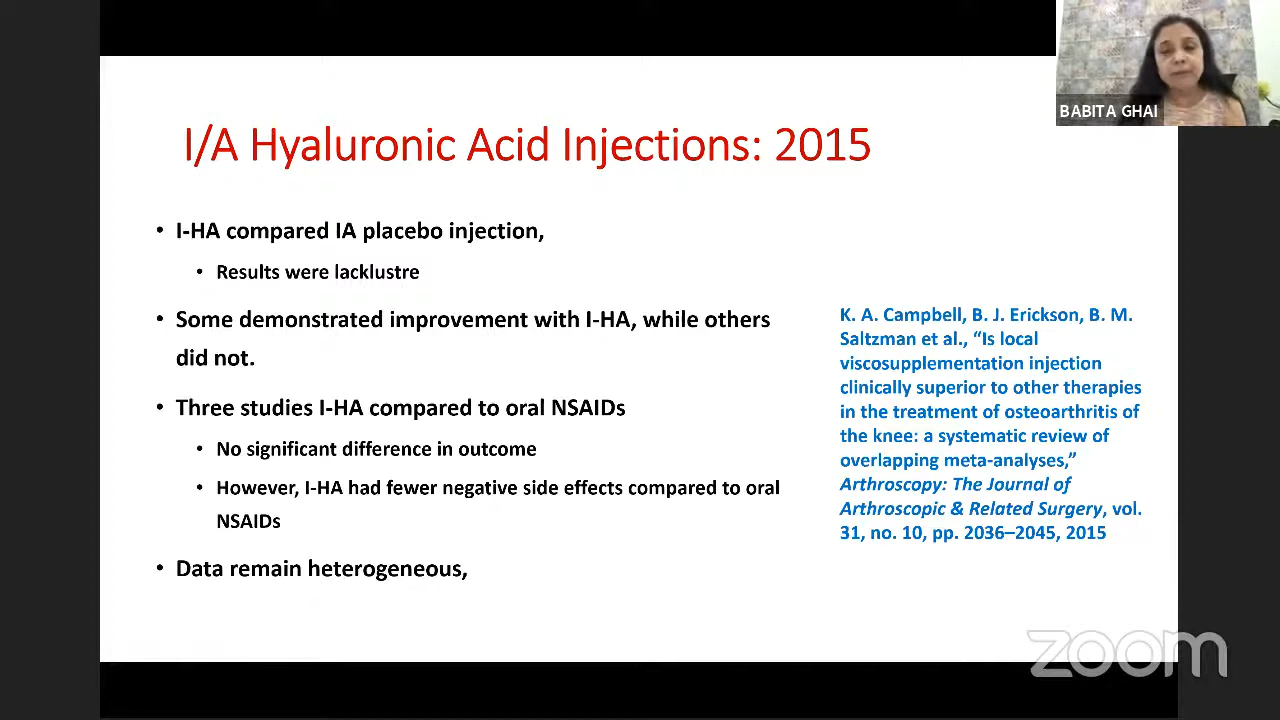 BABITA GHAI
I/A Hyaluronic Acid Injections: 2015
• I-HA compared IA placebo injection,
• Results were lacklustre
• Some demonstrated improvement with I-HA, while others
did not.
• Three studies I-HA compared to oral NSAIDs
• No significant difference in outcome
• However, I-HA had fewer negative side effects compared to oral
NSAIDs
• Data remain heterogeneous,
K. A. Campbell, B. J. Erickson, B. M.
Saltzman et al., “Is local
viscosupplementation injection
clinically superior to other therapies
in the treatment of osteoarthritis of
the knee: a systematic review of
overlapping meta-analyses,”
Arthroscopy: The Journal of
Arthroscopic & Related Surgery, vol.
31, no. 10, pp. 2036–2045, 2015
zoom